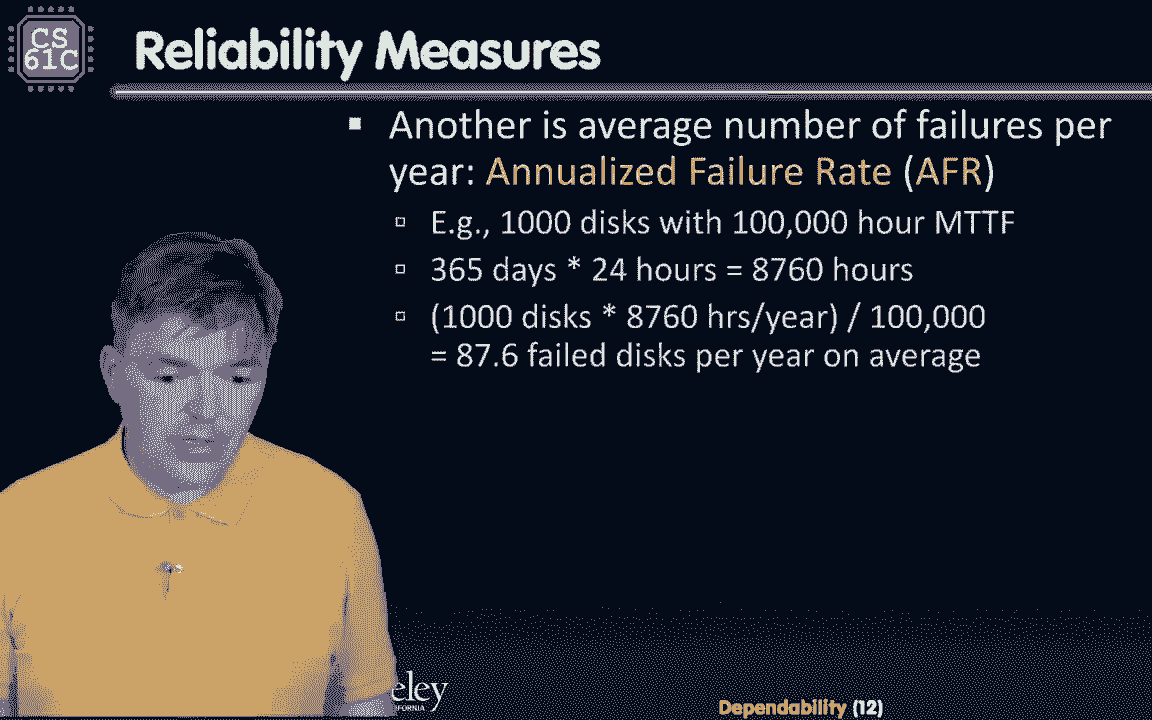 CS
61C
Reliability Measures
▪ Another is average number of failures per
year: Annualized Failure Rate (AFR)
▫ E.g., 1000 disks with 100,000 hour MTTF
▫ 365 days * 24 hours = 8760 hours
▫ (1000 disks * 8760 hrs/year) / 100,000
= 87.6 failed disks per year on average
eley
FORNIA
Dependability (12)